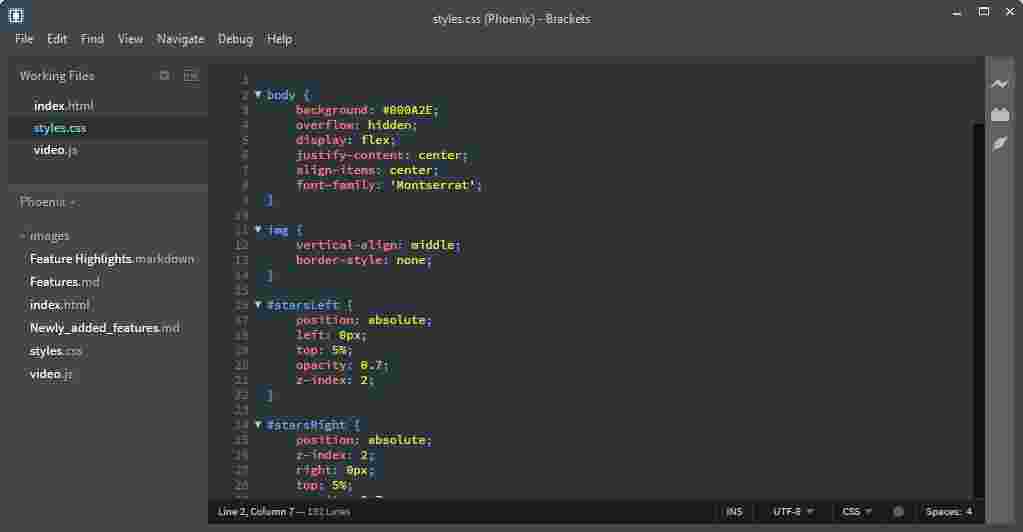 styles.css (Phoenix) - Brackets
File Edit Find View Navigate Debug Help
Working Files
index.html
styles.css
video.js
Phoenix
images
Feature Highlights.markdown
Features.md
index.html
Newly_added_features.md
styles.css
video.js
1
2 body {
3 background: #000A2E;
4 overflow: hidden;
5 display: flex;
6 justify-content: center;
7 align-items: center;
8 font-family: 'Montserrat';
9 }
10
11 img {
12 vertical-align: middle;
13 border-style: none;
14 }
15
16 #starsLeft {
17 position: absolute;
18 left: 0px;
19 top: 5%;
20 opacity: 0.7;
21 z-index: 2;
22 }
23
24 #starsRight {
25 position: absolute;
26 z-index: 2;
27 right: 0px;
28 top: 5%;
Line 2, Column 7 — 192 Lines INS UTF-8 CSS Spaces: 4